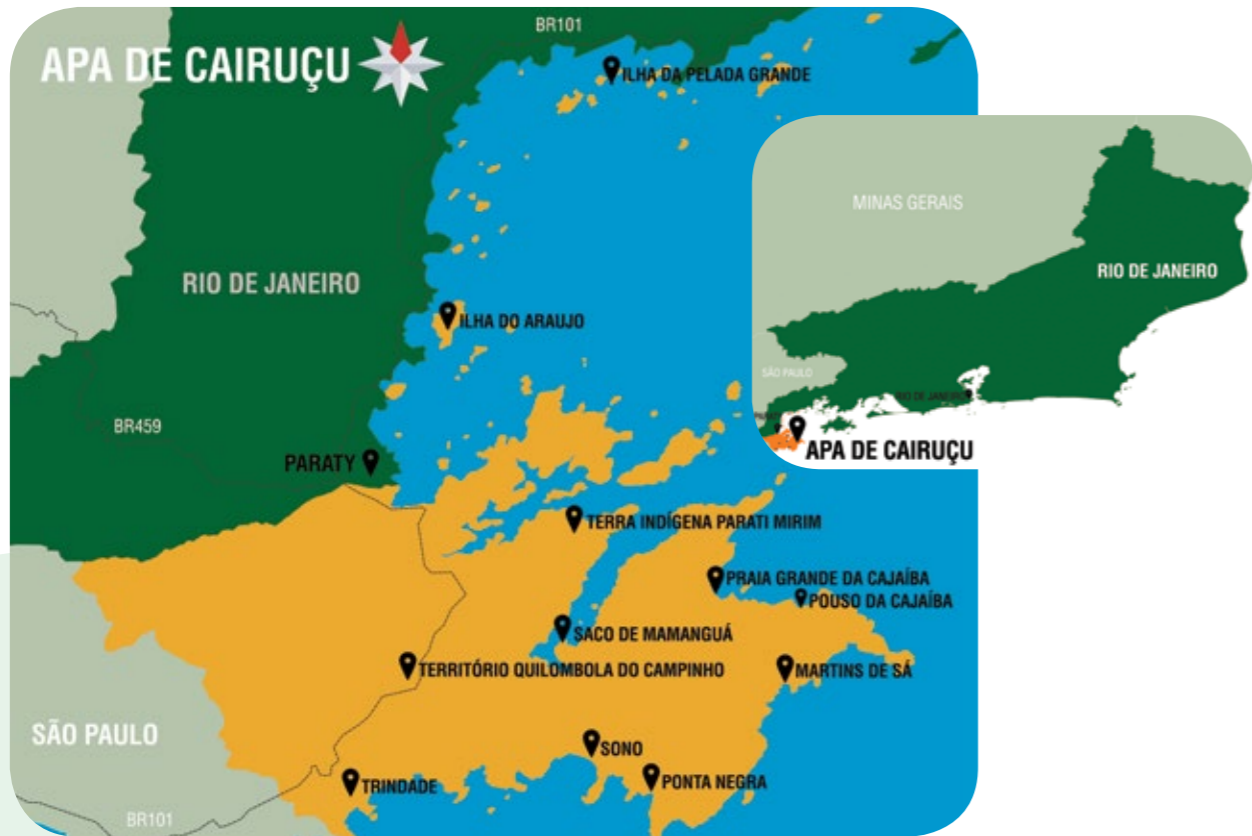 APA DE CAIRUÇU
BR101
ILHA DA PELADA GRANDE
RIO DE JANEIRO
ILHA DO ARAUJO
BR459
PARATY
TERRA INDÍGENA PARATI MIRIM
PRAIA GRANDE DA CAJAÍBA
POUSO DA CAJAÍBA
SACO DE MAMANGUÁ
TERRITÓRIO QUILOMBOLA DO CAMPINHO
MARTINS DE SÁ
SÃO PAULO
SONO
PONTA NEGRA
TRINDADE
BR101
MINAS GERAIS
RIO DE JANEIRO
SÃO PAULO
RIO DE JANEIRO
PARATY
APA DE CAIRUÇU